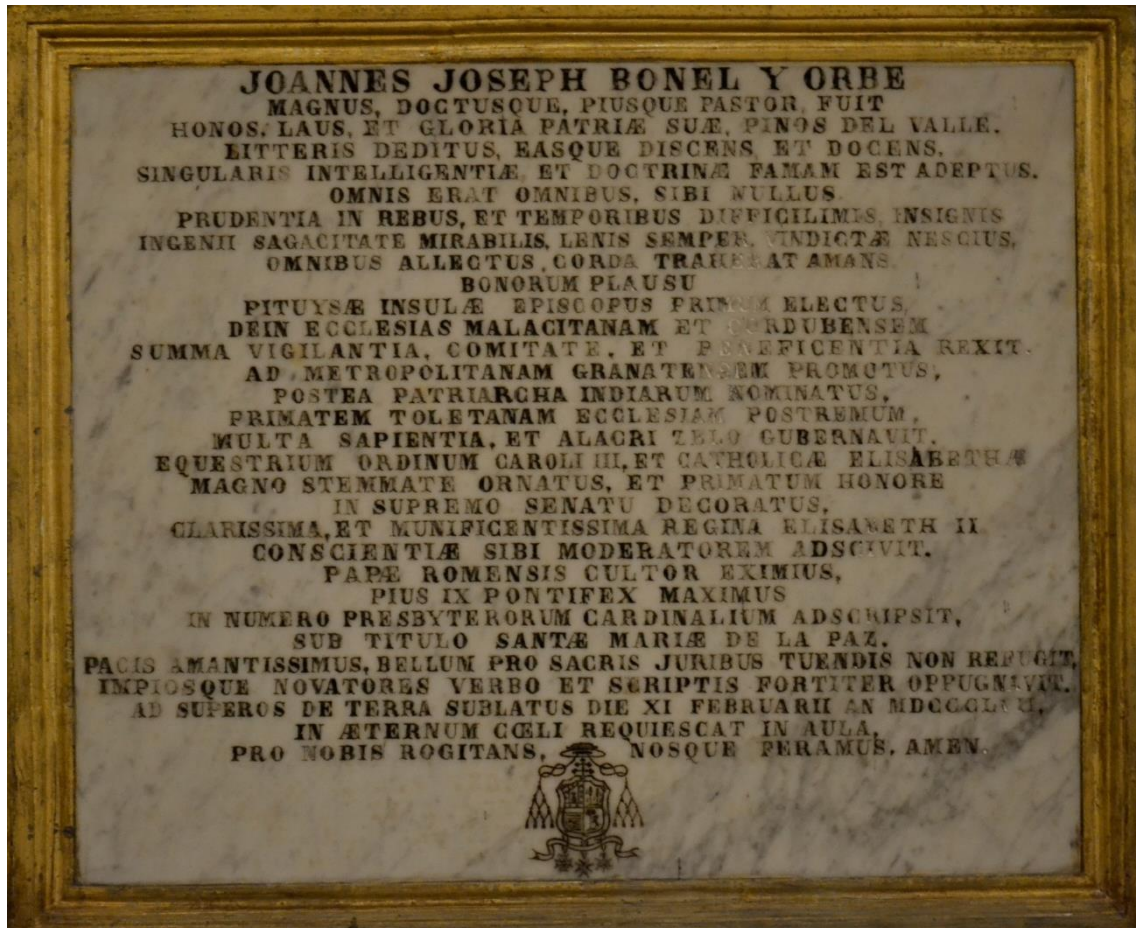 JOANNES JOSEPH BONEL Y ORBE
MAGNUS, DOCTUSQUE, PIUSQUE PASTOR, FUIT
HONOS, LAUS, ET GLORIA PATRIÆ SUÆ, PINOS DEL VALLE.
LITTERIS DEDITUS, EASQUE DISCENS, ET DOCENS,
SINGULARIS INTELLIGENTIÆ, ET DOCTRINÆ FAMAM EST ADEPTUS.
OMNIS ERAT OMNIBUS, SIBI NULLUS.
PRUDENTIA IN REBUS, ET TEMPORIBUS DIFFICILIMIS, INSIGNIS
INGENII SAGACITATE MIRABILIS, LENIS SEMPER, VINDICTÆ NESCIUS,
OMNIBUS ALLECTUS, CORDA TRAHEBAT AMANS.
BONORUM PLAUSU
PITUYSÆ INSULÆ EPISCOPUS PRIMUM ELECTUS,
DEIN ECCLESIAS MALACITANAM ET CORDUBENSEM
SUMMA VIGILANTIA, COMITATE, ET BENEFICENTIA REXIT.
AD METROPOLITANAM GRANATENSEM PROMOTUS,
POSTEA PATRIARCHA INDIARUM NOMINATUS,
PRIMATEM TOLETANAM ECCLESIAM POSTREMUM,
MULTA SAPIENTIA, ET ALACRI ZELO GUBERNAVIT.
EQUESTRIUM ORDINUM CAROLI III, ET CATHOLICÆ ELISABETHÆ
MAGNO STEMMATE ORNATUS, ET PRIMATUM HONORE
IN SUPREMO SENATU DECORATUS,
CLARISSIMA, ET MUNIFICENTISSIMA REGINA ELISABETH II
CONSCIENTIÆ SIBI MODERATOREM ADSCIVIT.
PAPÆ ROMENSIS CULTOR EXIMIUS,
PIUS IX PONTIFEX MAXIMUS
IN NUMERO PRESBYTERORUM CARDINALIUM ADSCRIPSIT,
SUB TITULO SANTÆ MARIÆ DE LA PAZ.
PACIS AMANTISSIMUS, BELLUM PRO SACRIS JURIBUS TUENDIS NON REFUGIT,
IMPIOSQUE NOVATORES VERBO ET SCRIPTIS FORTITER OPPUGNAVIT.
AD SUPEROS DE TERRA SUBLATUS DIE XI FEBRUARII AN
IN ÆTERNUM CŒLI REQUIESCAT IN AULA,
PRO NOBIS ROGITANS, NOSQUE FERAMUS. AMEN.